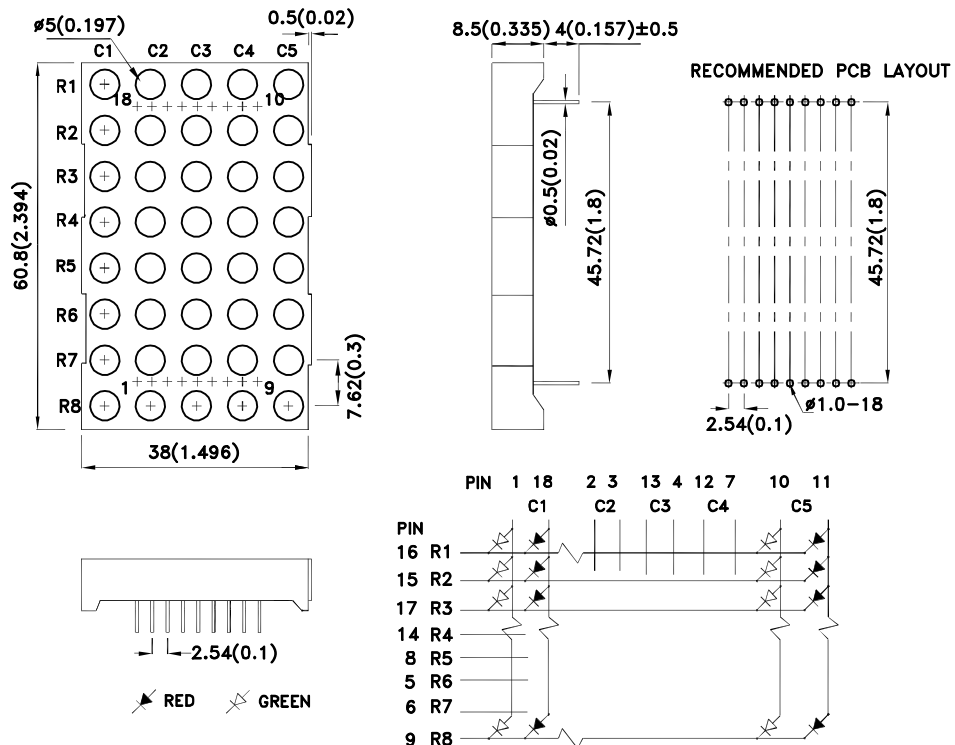 ø5(0.197)
0.5(0.02)
C1 C2 C3 C4 C5
R1
18 10
R2
R3
R4
R5
R6
R7
1 9
R8
60.8(2.394)
7.62(0.3)
38(1.496)
8.5(0.335) 4(0.157)±0.5
ø0.5(0.02)
45.72(1.8)
RECOMMENDED PCB LAYOUT
45.72(1.8)
ø1.0-18
2.54(0.1)
2.54(0.1)
RED GREEN
PIN 1 18 2 3 13 4 12 7 10 11
C1 C2 C3 C4 C5
PIN
16 R1
15 R2
17 R3
14 R4
8 R5
5 R6
6 R7
9 R8